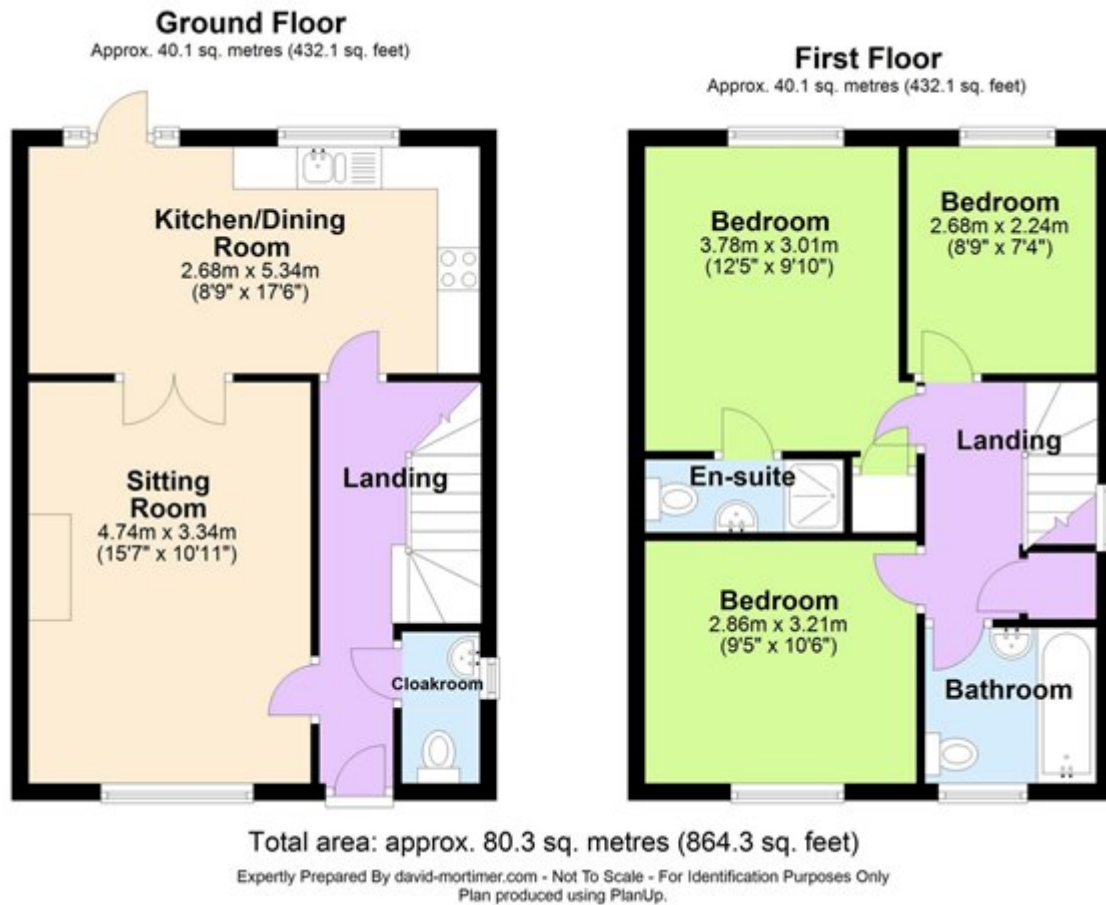 Ground Floor
Approx. 40.1 sq. metres (432.1 sq. feet)
Kitchen/Dining
Room
2.68m x 5.34m
(8'9" x 17'6")
Sitting
Room
4.74m x 3.34m
(15'7" x 10'11")
Landing
Cloakroom
First Floor
Approx. 40.1 sq. metres (432.1 sq. feet)
Bedroom
3.78m x 3.01m
(12'5" x 9'10")
Bedroom
2.68m x 2.24m
(8'9" x 7'4")
En-suite
Landing
Bedroom
2.86m x 3.21m
(9'5" x 10'6")
Bathroom
Total area: approx. 80.3 sq. metres (864.3 sq. feet)
Expertly Prepared By david-mortimer.com - Not To Scale - For Identification Purposes Only
Plan produced using PlanUp.